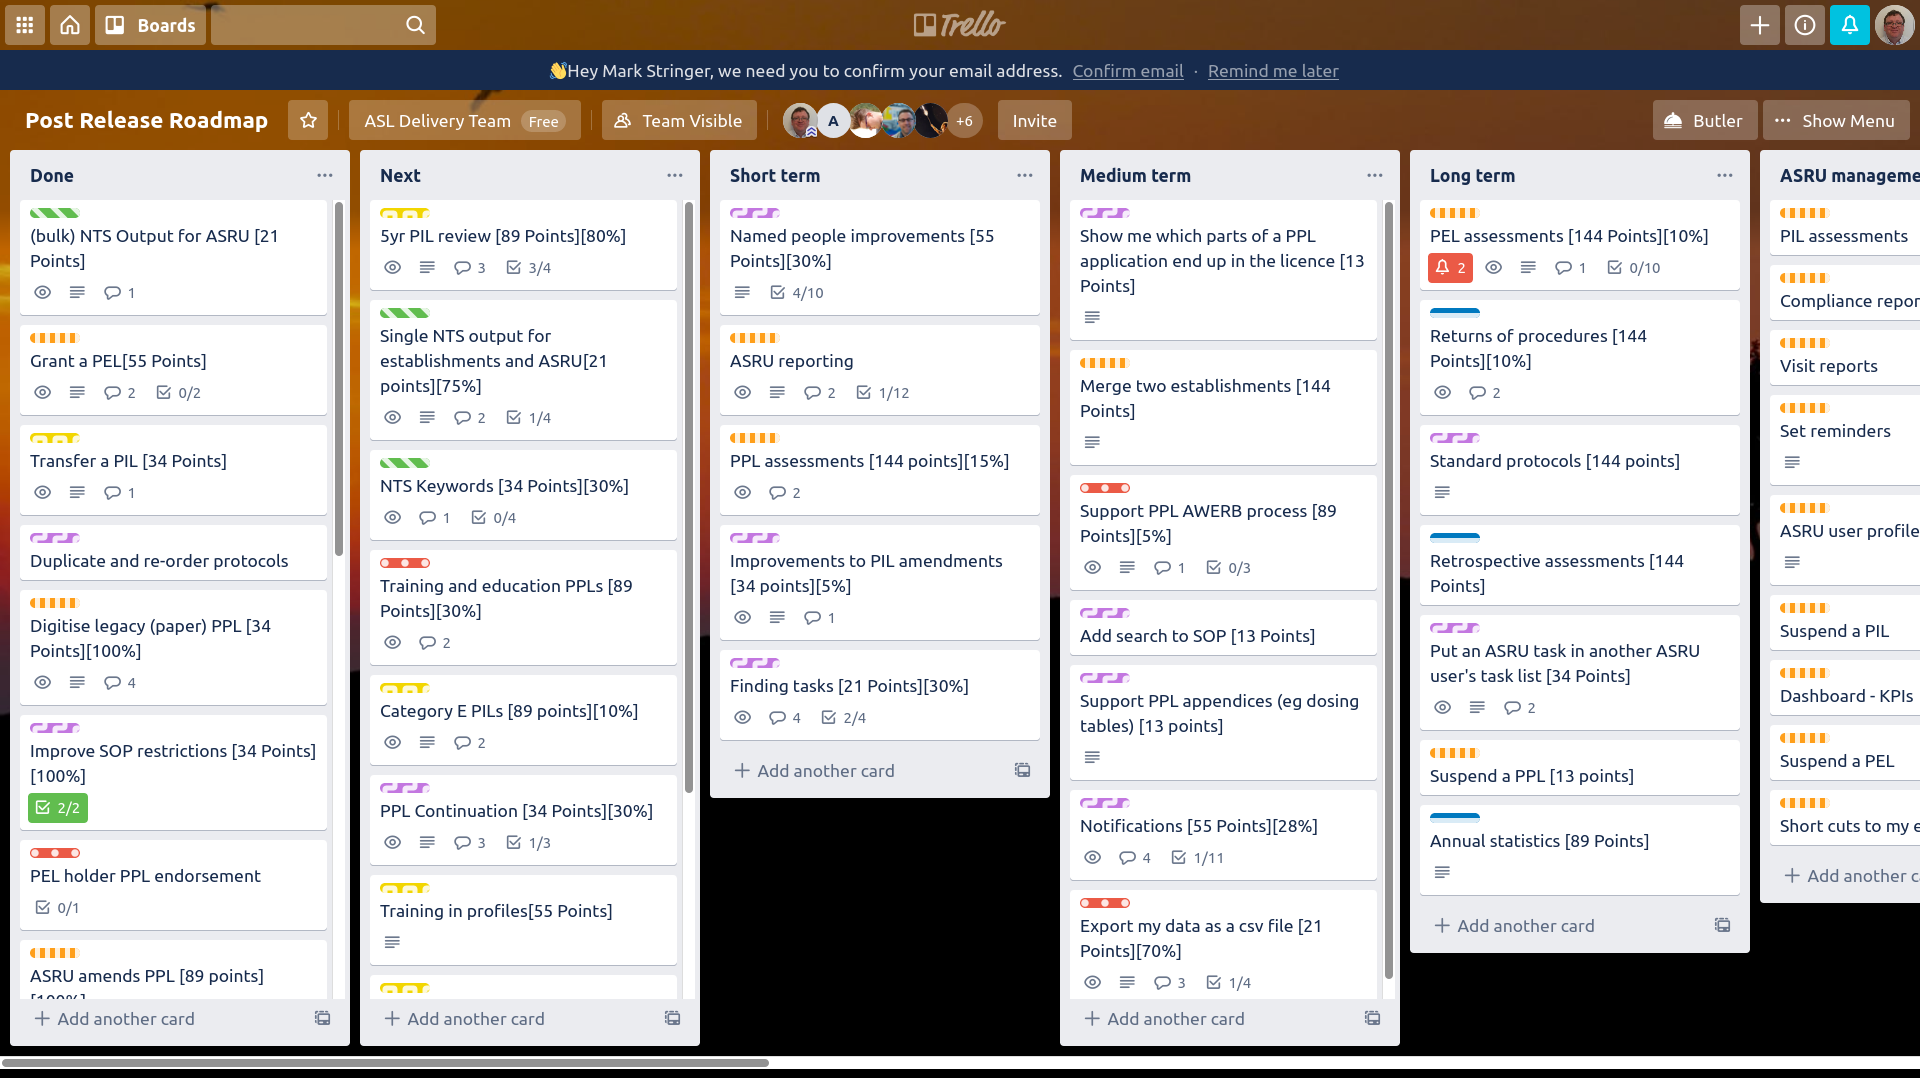 Boards
Trello
👋Hey Mark Stringer, we need you to confirm your email address. Confirm email · Remind me later
Post Release Roadmap
ASL Delivery Team Free
Team Visible
A
+6
Invite
Butler
Show Menu
Done
(bulk) NTS Output for ASRU [21
Points]
1
Grant a PEL[55 Points]
2 0/2
Transfer a PIL [34 Points]
1
Duplicate and re-order protocols
Digitise legacy (paper) PPL [34
Points][100%]
4
Improve SOP restrictions [34 Points]
[100%]
2/2
PEL holder PPL endorsement
0/1
ASRU amends PPL [89 points]
[100%]
+ Add another card
Next
5yr PIL review [89 Points][80%]
3 3/4
Single NTS output for
establishments and ASRU[21
points][75%]
2 1/4
NTS Keywords [34 Points][30%]
1 0/4
Training and education PPLs [89
Points][30%]
2
Category E PILs [89 points][10%]
2
PPL Continuation [34 Points][30%]
3 1/3
Training in profiles[55 Points]
+ Add another card
Short term
Named people improvements [55
Points][30%]
4/10
ASRU reporting
2 1/12
PPL assessments [144 points][15%]
2
Improvements to PIL amendments
[34 points][5%]
1
Finding tasks [21 Points][30%]
4 2/4
+ Add another card
Medium term
Show me which parts of a PPL
application end up in the licence [13
Points]
Merge two establishments [144
Points]
Support PPL AWERB process [89
Points][5%]
1 0/3
Add search to SOP [13 Points]
Support PPL appendices (eg dosing
tables) [13 points]
Notifications [55 Points][28%]
4 1/11
Export my data as a csv file [21
Points][70%]
3 1/4
+ Add another card
Long term
PEL assessments [144 Points][10%]
2 1 0/10
Returns of procedures [144
Points][10%]
2
Standard protocols [144 points]
Retrospective assessments [144
Points]
Put an ASRU task in another ASRU
user's task list [34 Points]
2
Suspend a PPL [13 points]
Annual statistics [89 Points]
+ Add another card
ASRU manageme
PIL assessments
Compliance repor
Visit reports
Set reminders
ASRU user profile
Suspend a PIL
Dashboard - KPIs
Suspend a PEL
Short cuts to my e
+ Add another ca